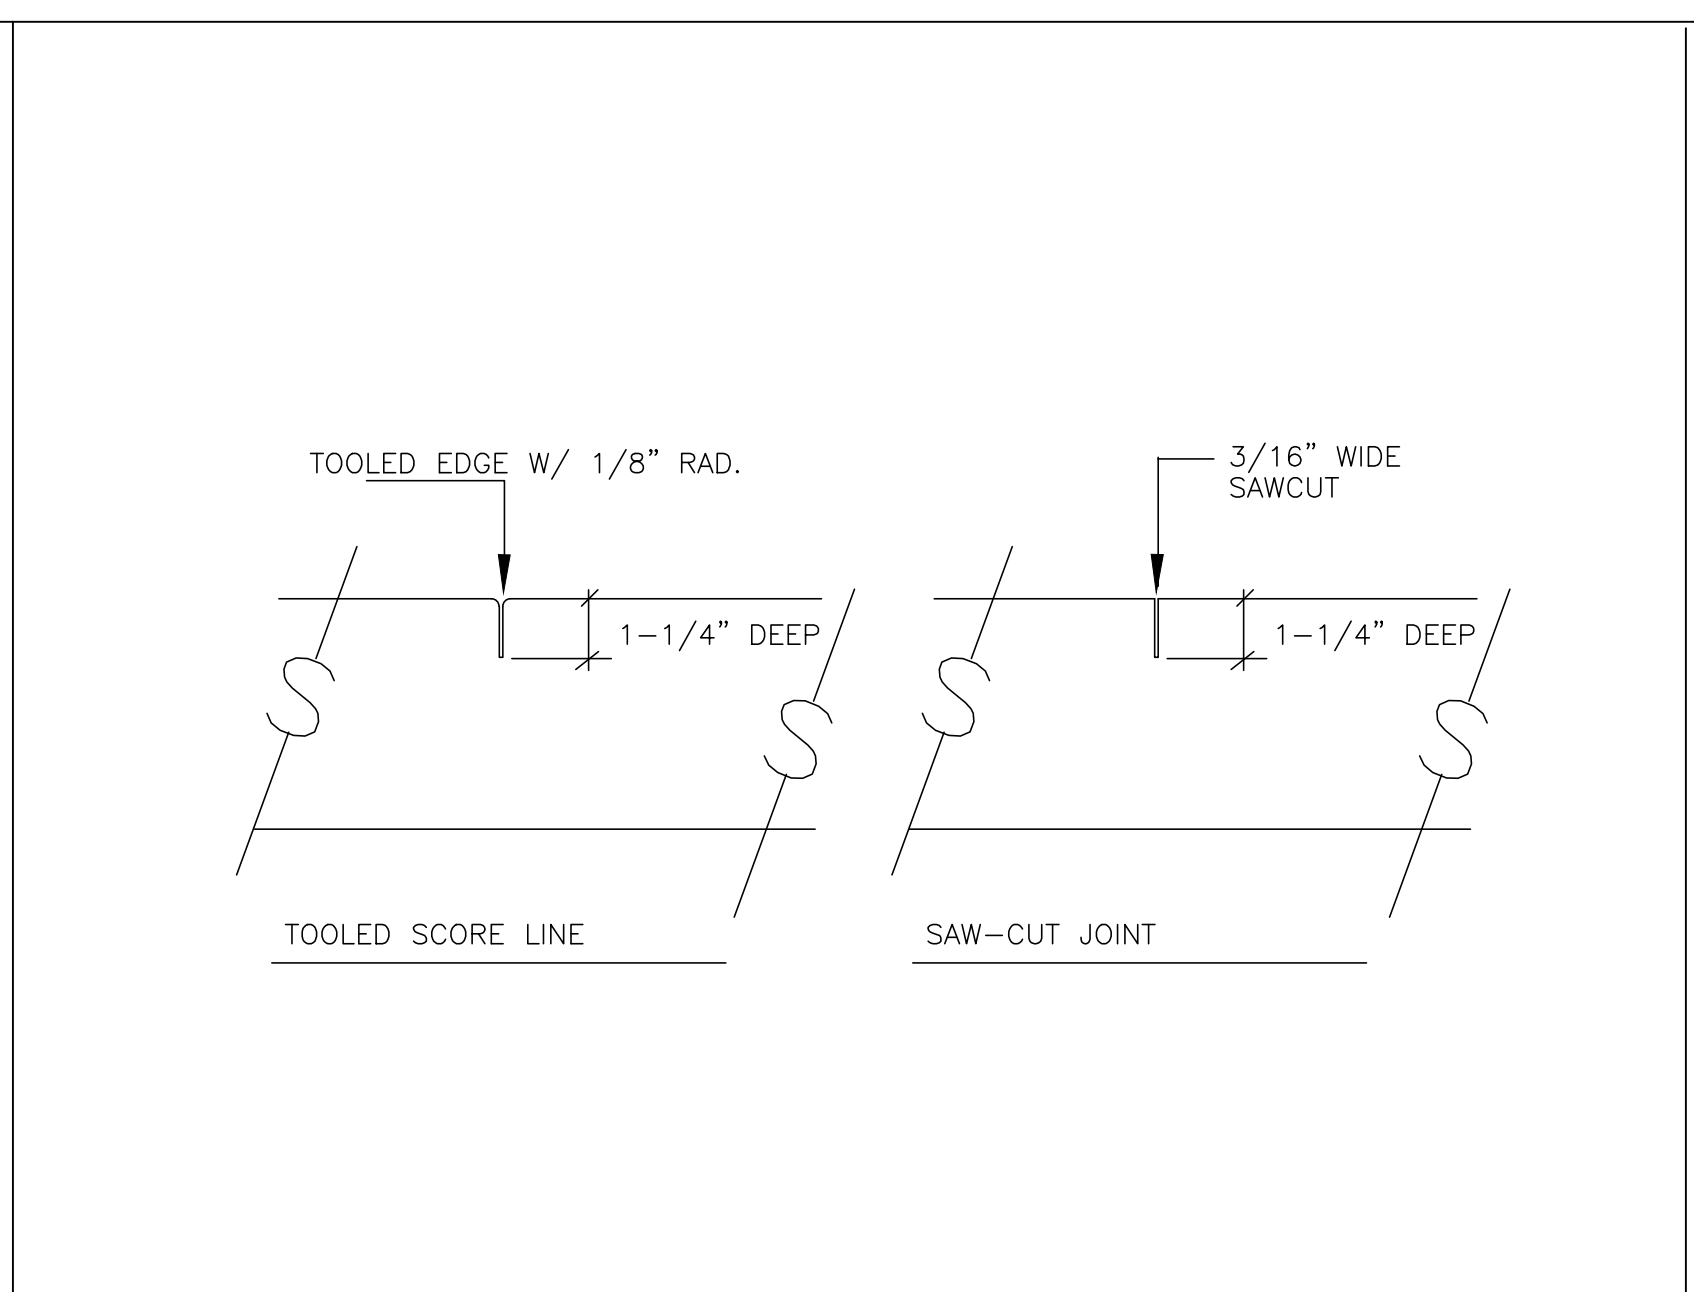 TOOLED EDGE W/ 1/8” RAD.
1-1/4” DEEP
TOOLED SCORE LINE
3/16” WIDE
SAWCUT
1-1/4” DEEP
SAW-CUT JOINT